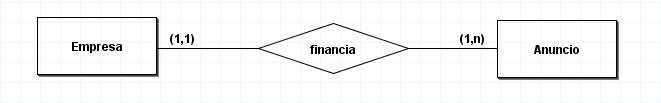 Empresa (1,1) financia (1,n) Anuncio